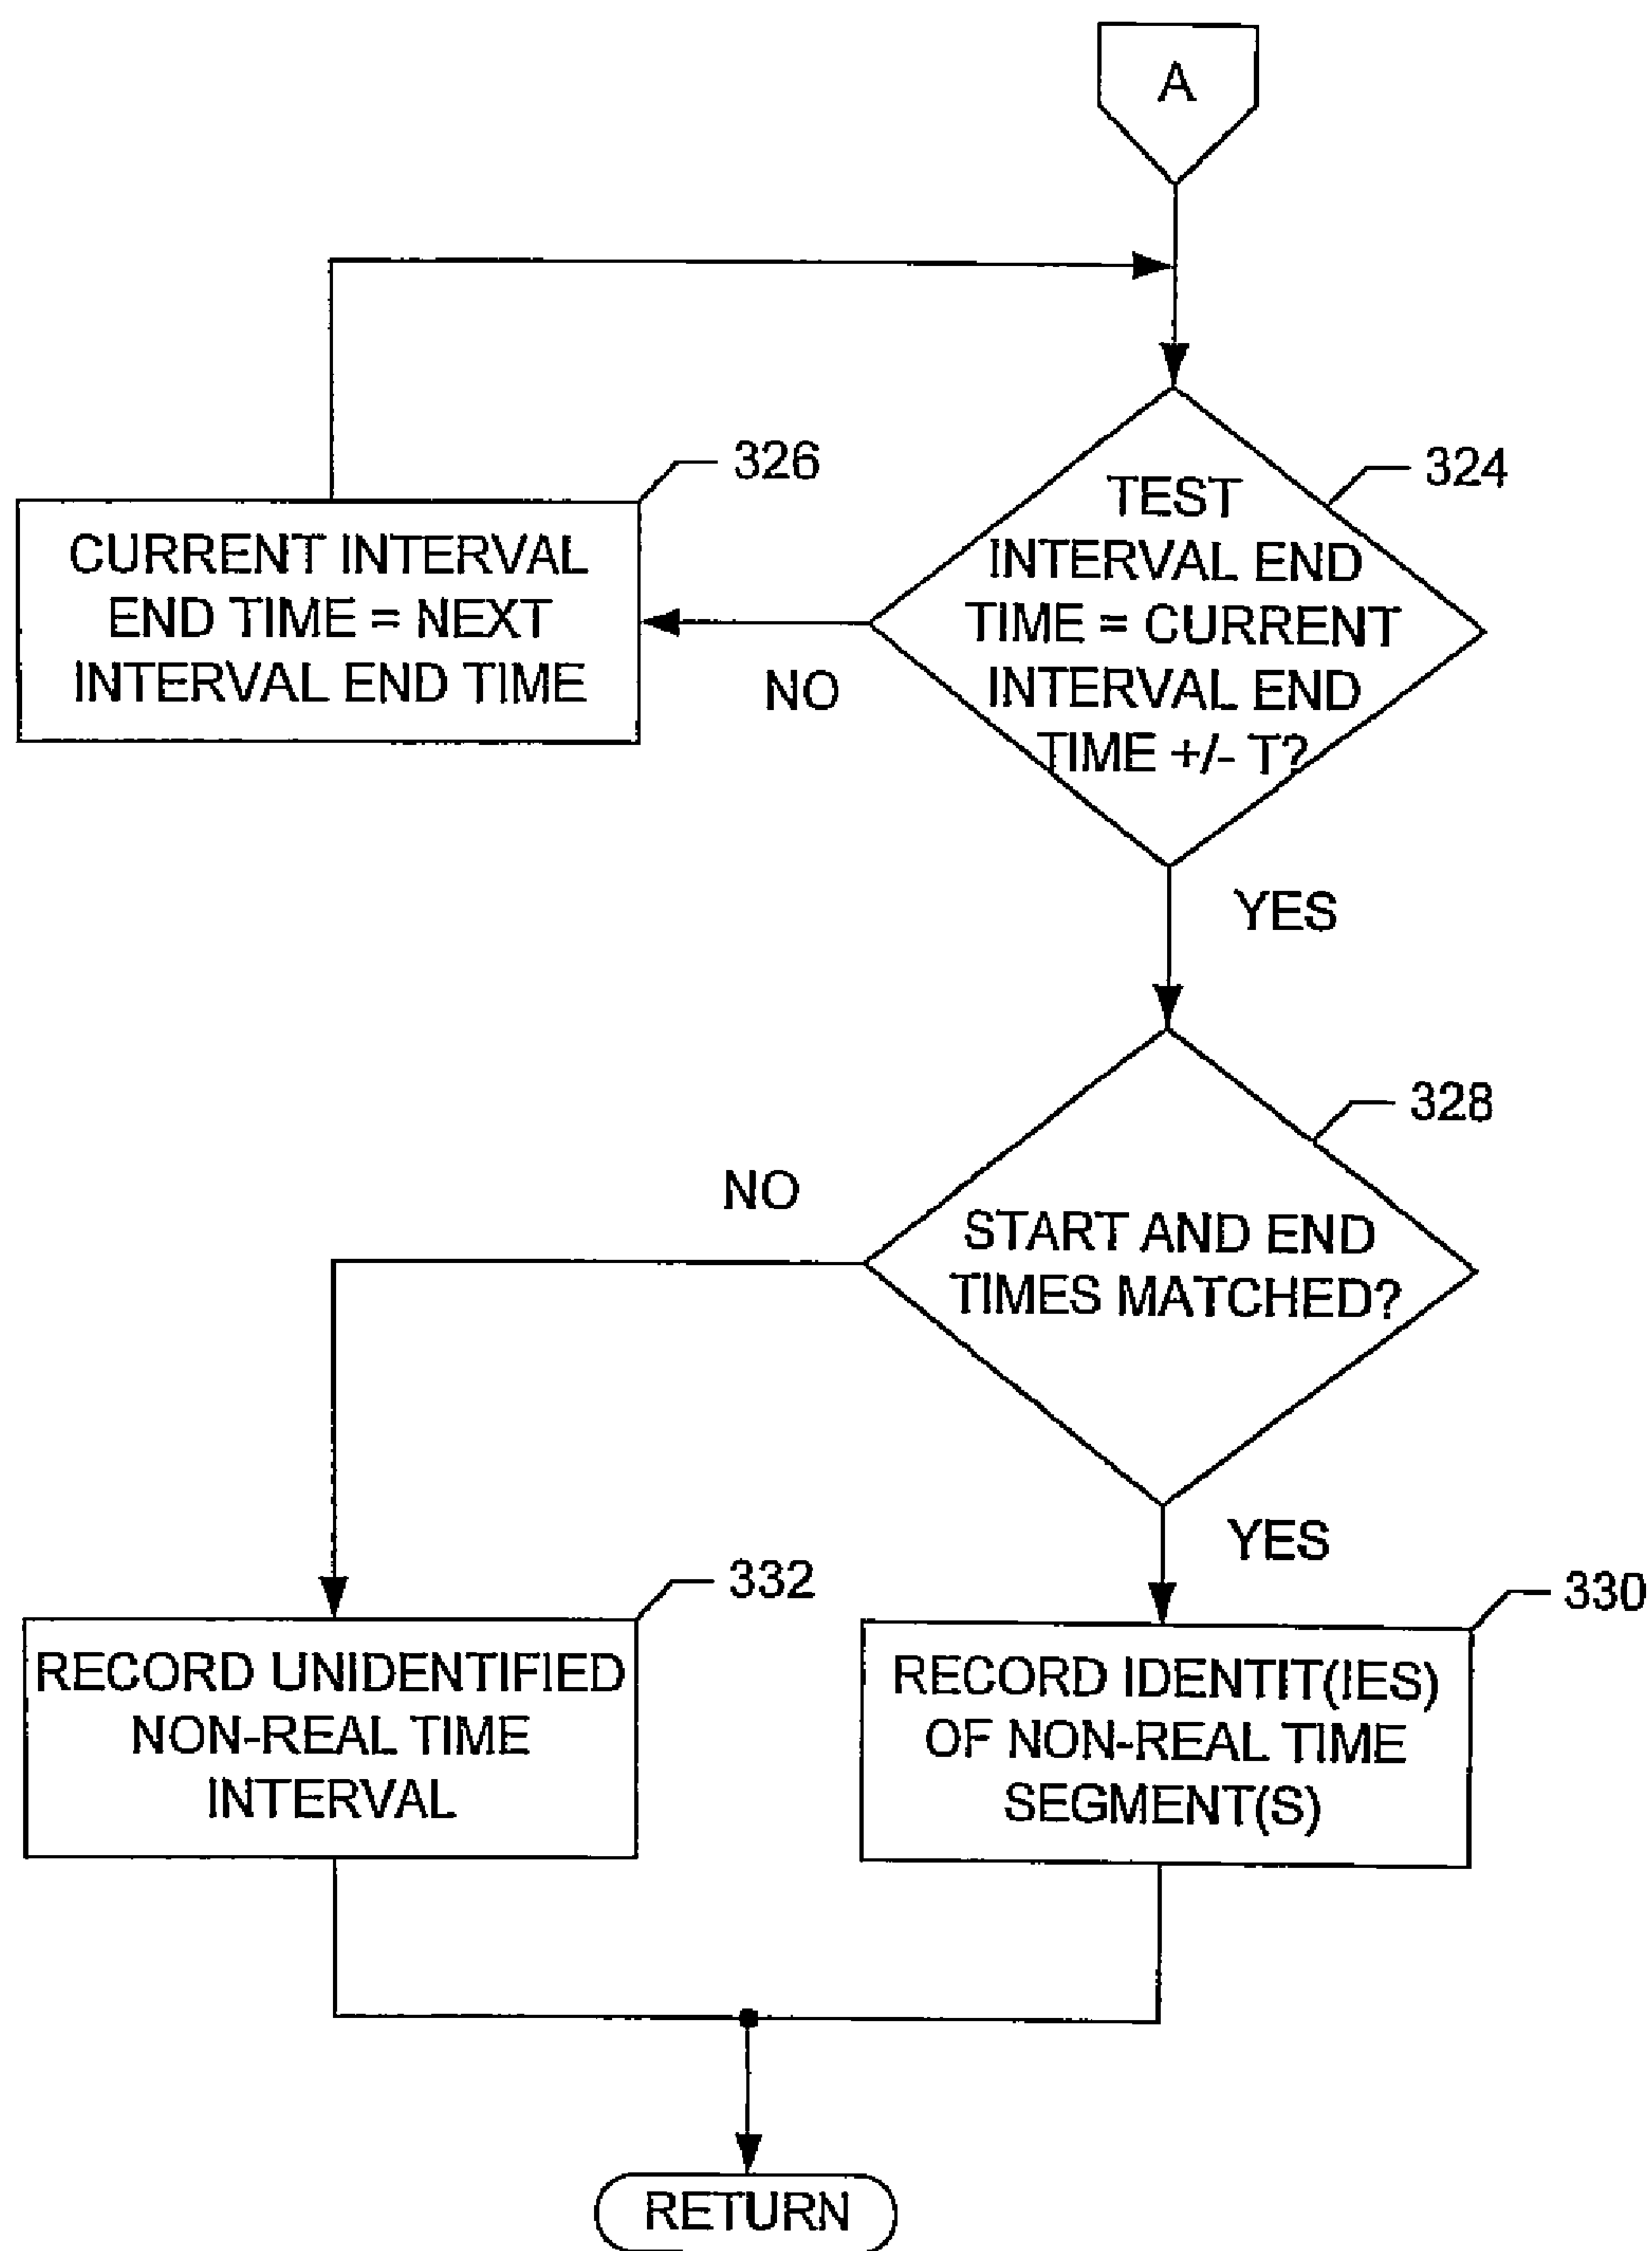 A
326
CURRENT INTERVAL
END TIME = NEXT
INTERVAL END TIME
324
TEST
INTERVAL END
TIME = CURRENT
INTERVAL END
TIME +/- T?
NO
YES
328
START AND END
TIMES MATCHED?
NO
YES
332
RECORD UNIDENTIFIED
NON-REAL TIME
INTERVAL
330
RECORD IDENTIT(IES)
OF NON-REAL TIME
SEGMENT(S)
RETURN